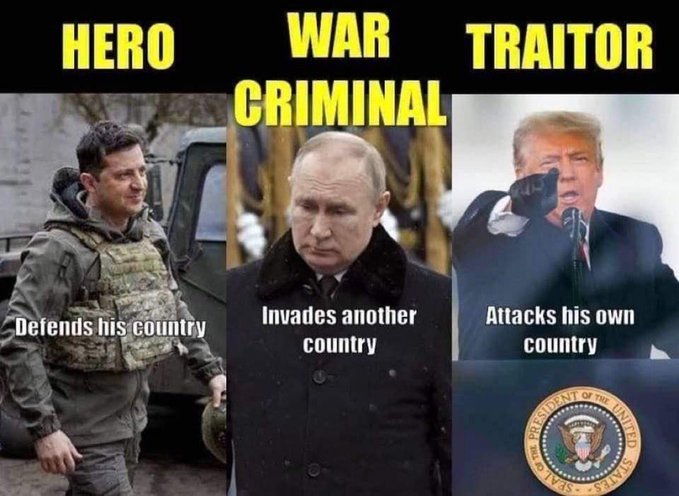 HERO
WAR
CRIMINAL
TRAITOR
Defends his country
Invades another
country
Attacks his own
country
SEAL OF THE PRESIDENT OF THE UNITED STATES